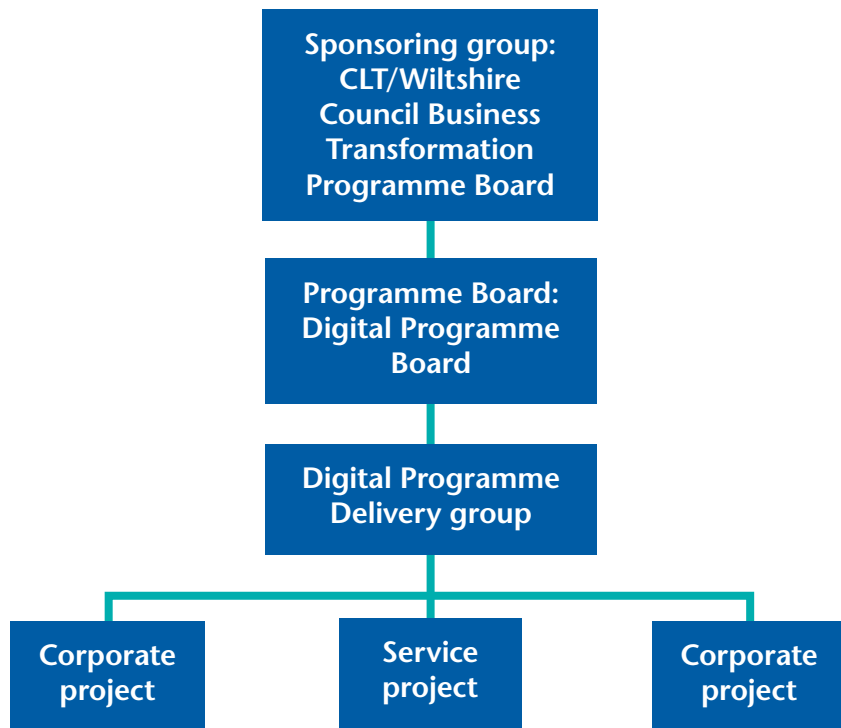 Sponsoring group:
CLT/Wiltshire
Council Business
Transformation
Programme Board
Programme Board:
Digital Programme
Board
Digital Programme
Delivery group
Corporate
project
Service
project
Corporate
project